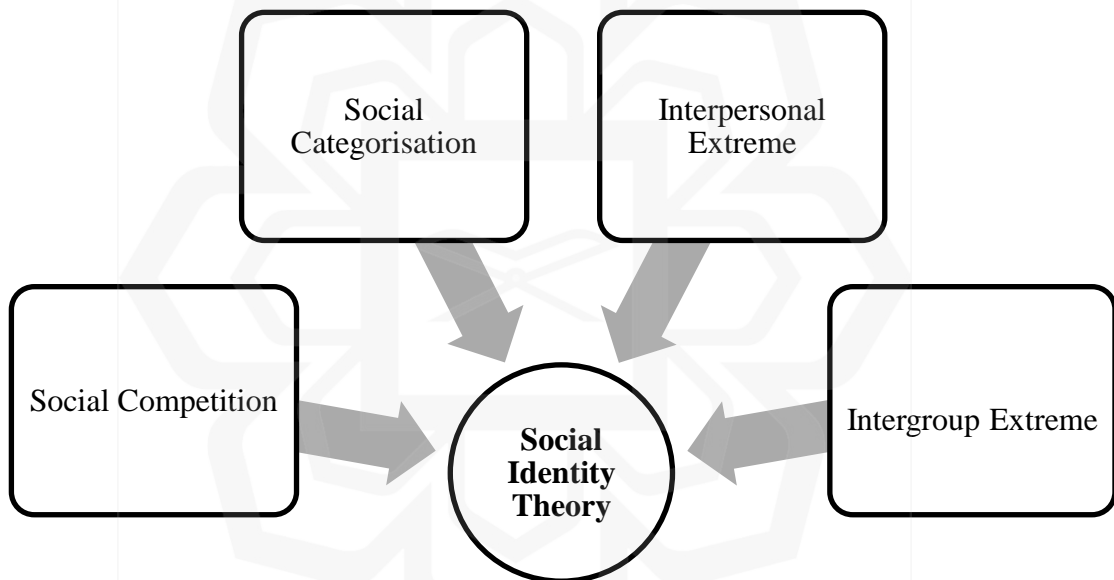 Social
Categorisation
Interpersonal
Extreme
Social Competition
Intergroup Extreme
Social
Identity
Theory